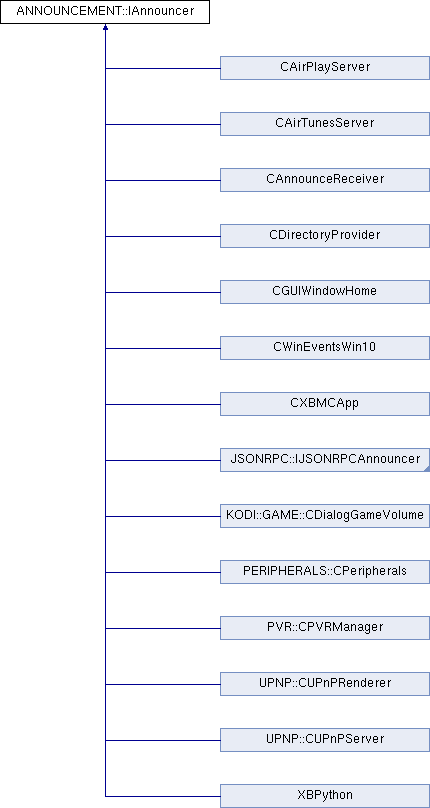 ANNOUNCEMENT::IAnnouncer
CAirPlayServer
CAirTunesServer
CAnnounceReceiver
CDirectoryProvider
CGUIWindowHome
CWinEventsWin10
CXBMCApp
JSONRPC::IJSONRPCAnnouncer
KODI::GAME::CDialogGameVolume
PERIPHERALS::CPeripherals
PVR::CPVRManager
UPNP::CUPnPRenderer
UPNP::CUPnPServer
XBPython